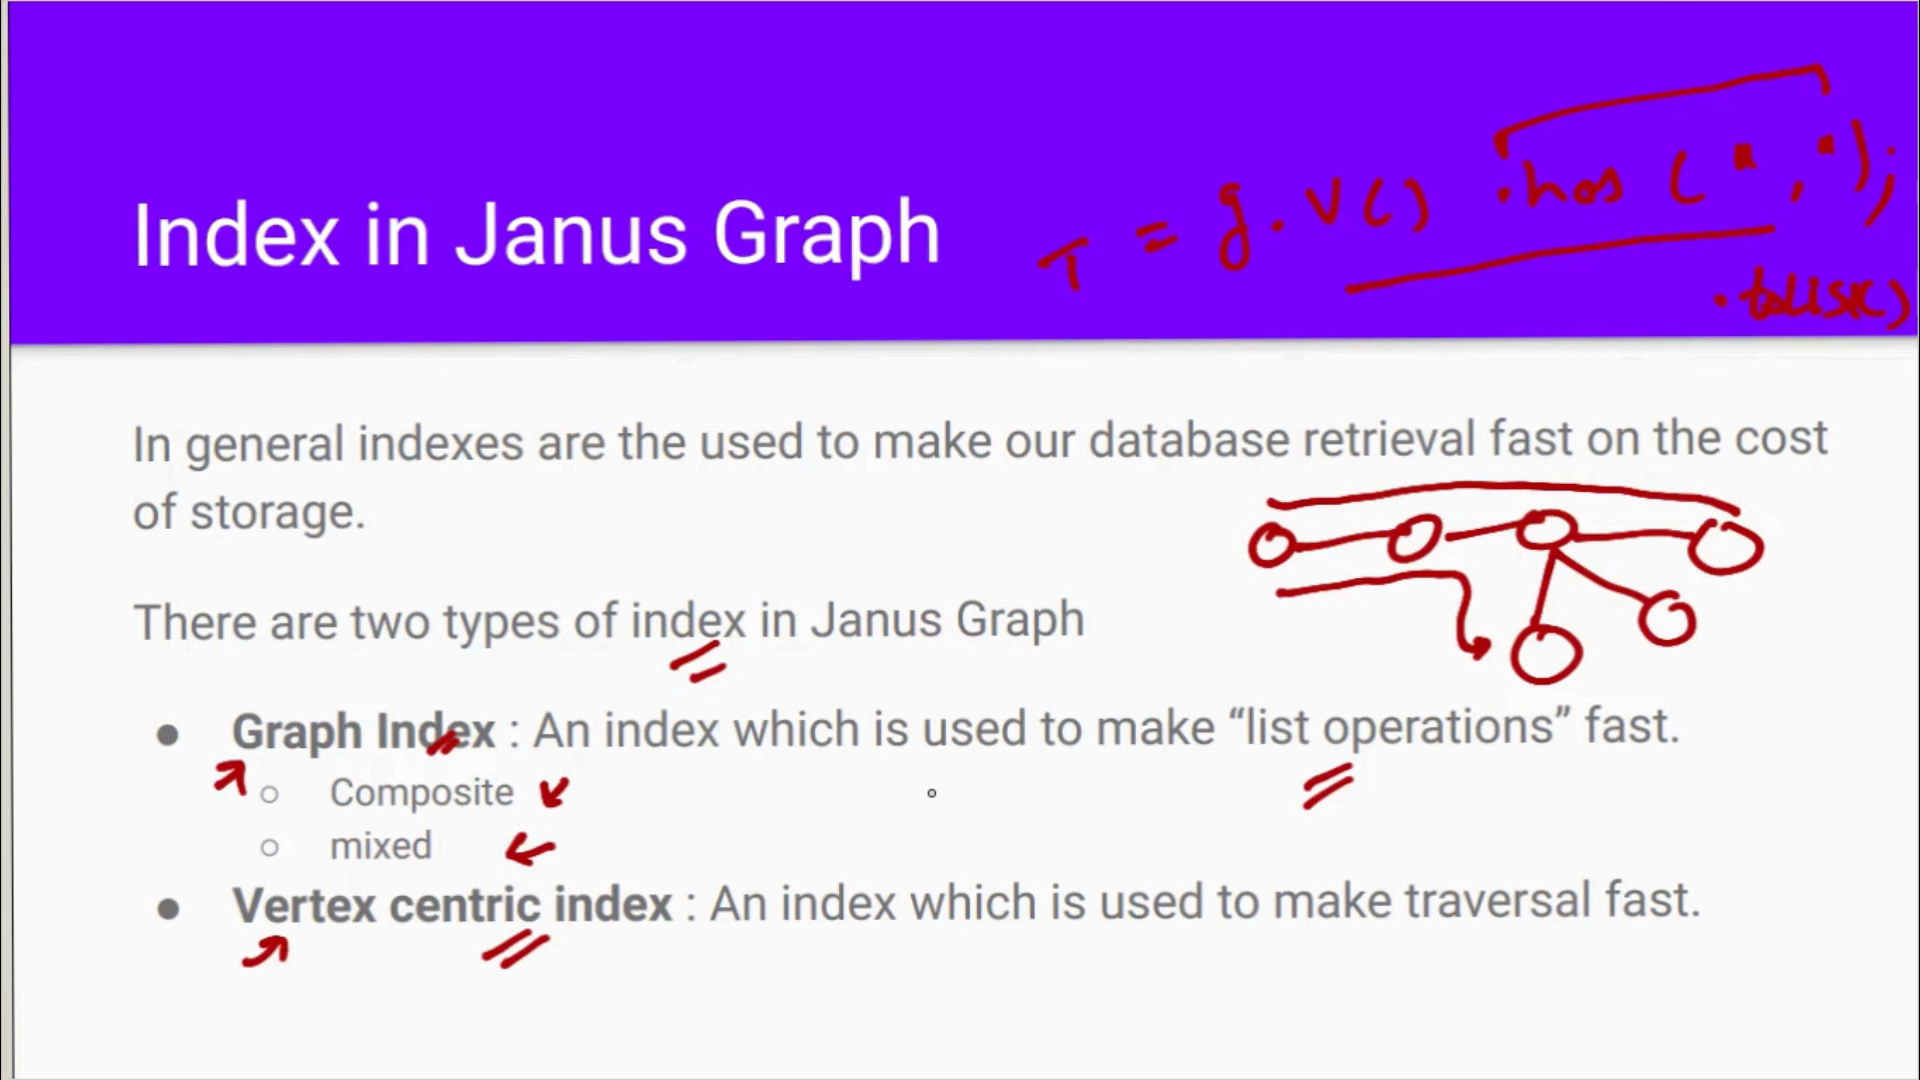 Index in Janus Graph
T = g.V() .has (" , ");
.tolist()
In general indexes are the used to make our database retrieval fast on the cost
of storage.
There are two types of index in Janus Graph
● Graph Index : An index which is used to make “list operations” fast.
○ Composite
○ mixed
● Vertex centric index : An index which is used to make traversal fast.